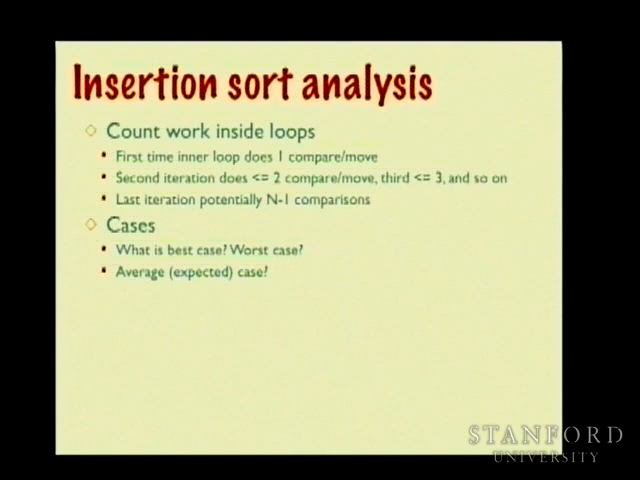 Insertion sort analysis
Count work inside loops
First time inner loop does 1 compare/move
Second iteration does <= 2 compare/move, third <= 3, and so on
Last iteration potentially N-1 comparisons
Cases
What is best case? Worst case?
Average (expected) case?
STANFORD
UNIVERSITY